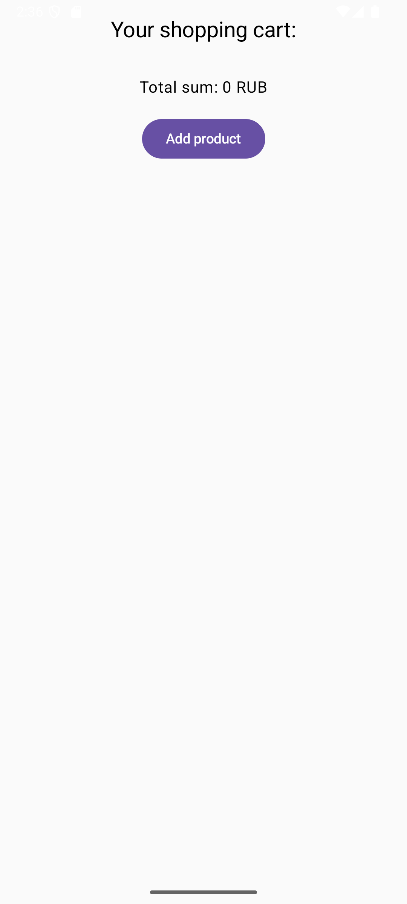 Your shopping cart:
Total sum: 0 RUB
Add product